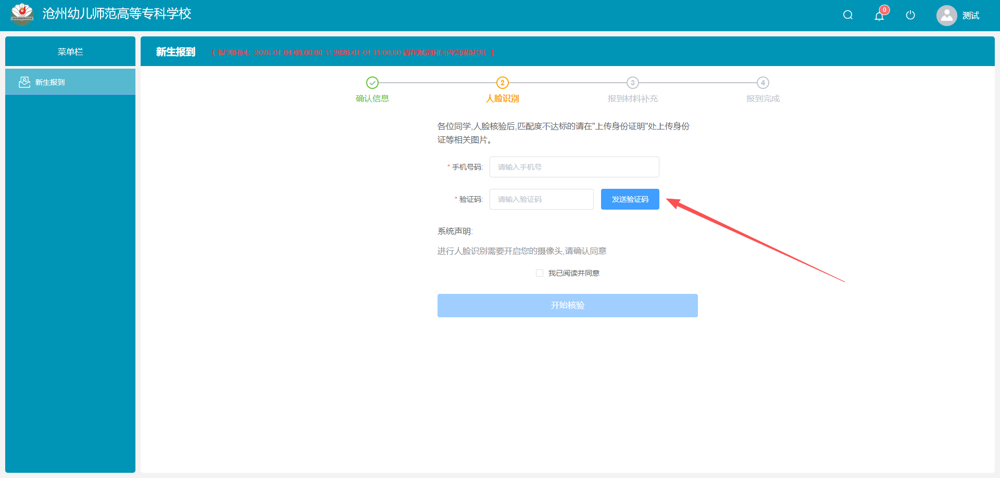 沧州幼儿师范高等专科学校
0
测试
菜单栏
新生报到
新生报到
【 报到时间：2026-01-04 09:00:00 至 2026-01-04 11:00:00 请在规定时间内完成报到！ 】
2
3
4
确认信息
人脸识别
报到材料补充
报到完成
各位同学,人脸核验后,匹配度不达标的请在"上传身份证明"处上传身份
证等相关图片。
* 手机号码:
请输入手机号
* 验证码:
请输入验证码
发送验证码
系统声明:
进行人脸识别需要开启您的摄像头,请确认同意
我已阅读并同意
开始核验